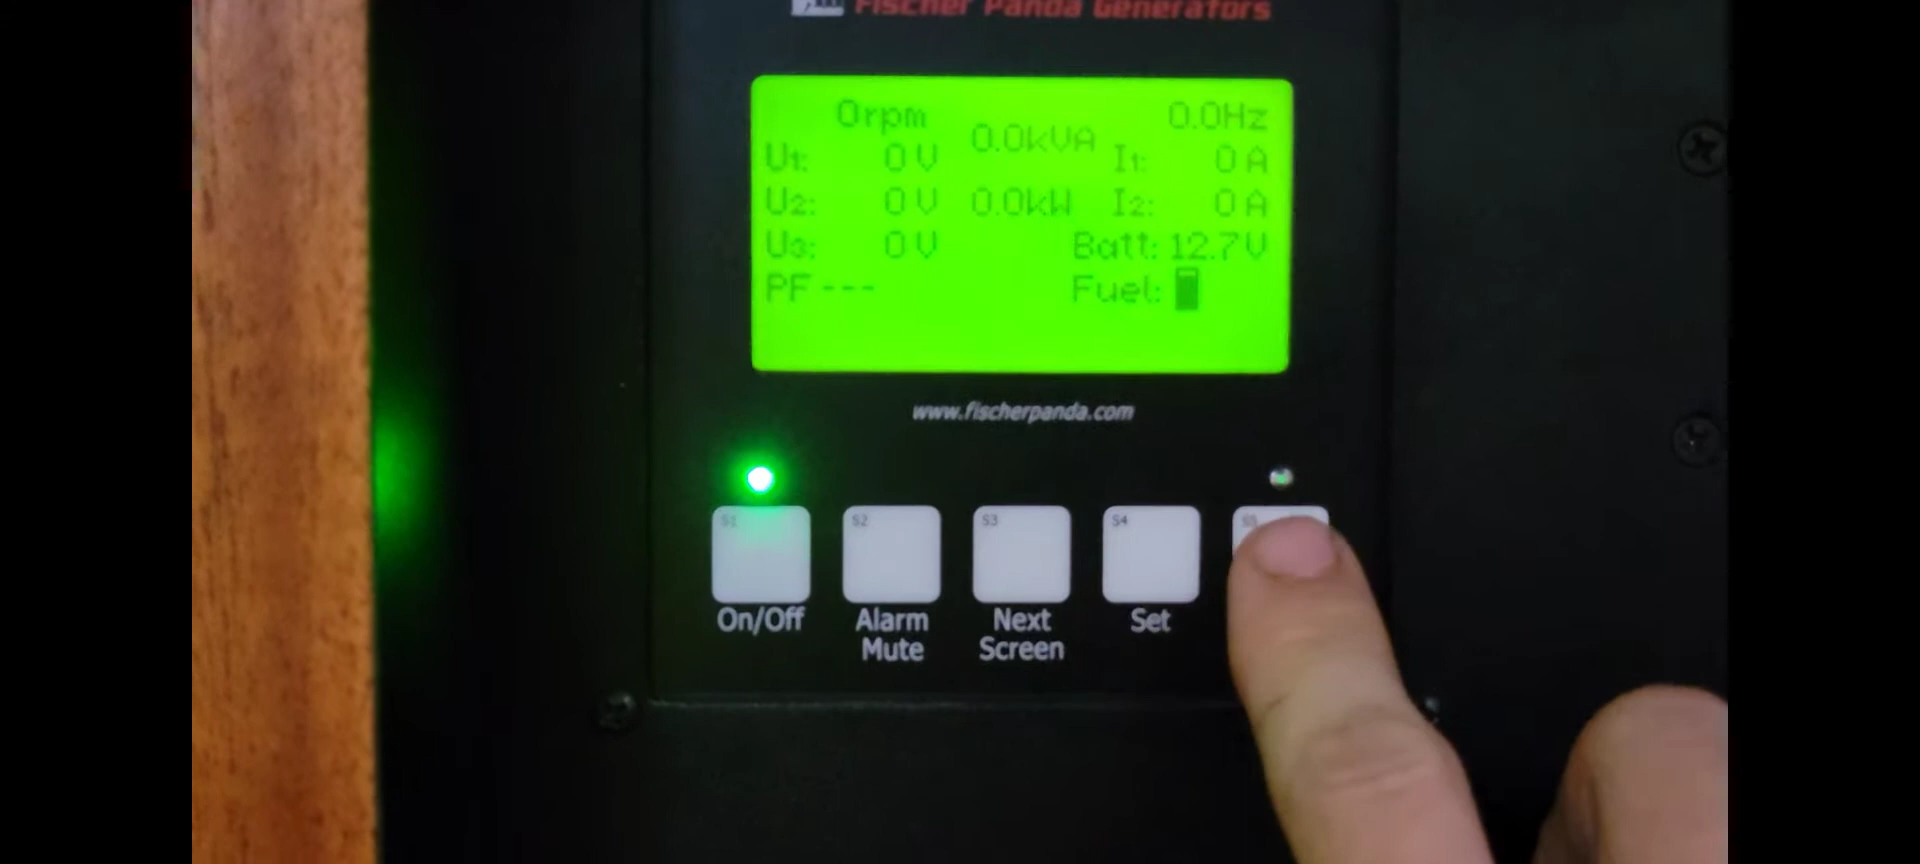 Fischer Panda Generators
0rpm 0.0kVA 0.0Hz
U1: 0 V I1: 0 A
U2: 0 V 0.0kW I2: 0 A
U3: 0 V Batt: 12.7V
PF --- Fuel:
www.fischerpanda.com
S1 S2 S3 S4 S5
On/Off Alarm Mute Next Screen Set